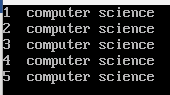 1 computer science
2 computer science
3 computer science
4 computer science
5 computer science